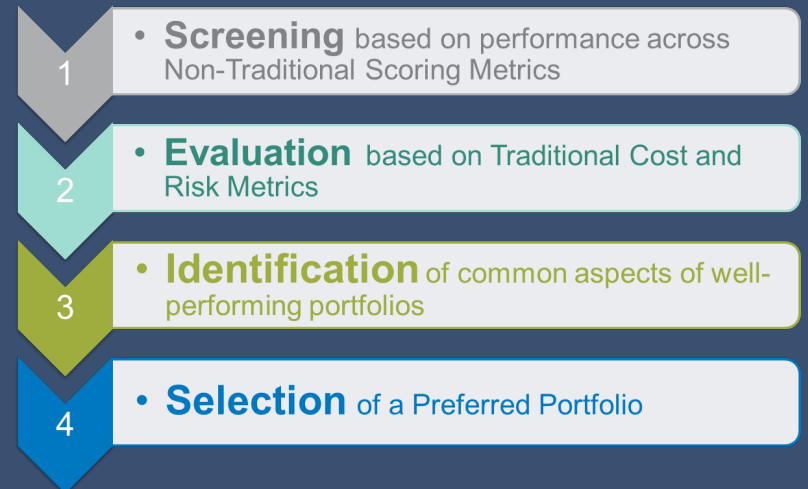 1
• Screening based on performance across
Non-Traditional Scoring Metrics
2
• Evaluation based on Traditional Cost and
Risk Metrics
3
• Identification of common aspects of well-
performing portfolios
4
• Selection of a Preferred Portfolio